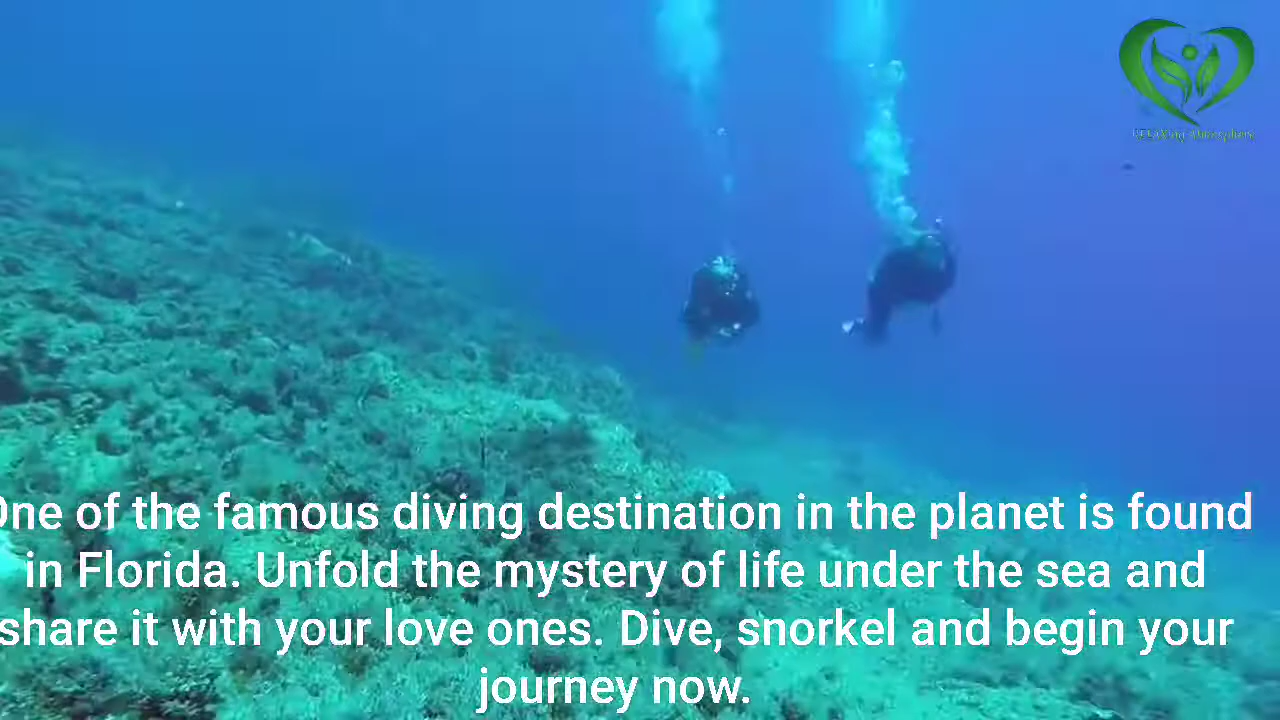 One of the famous diving destination in the planet is found
in Florida. Unfold the mystery of life under the sea and
share it with your love ones. Dive, snorkel and begin your
journey now.